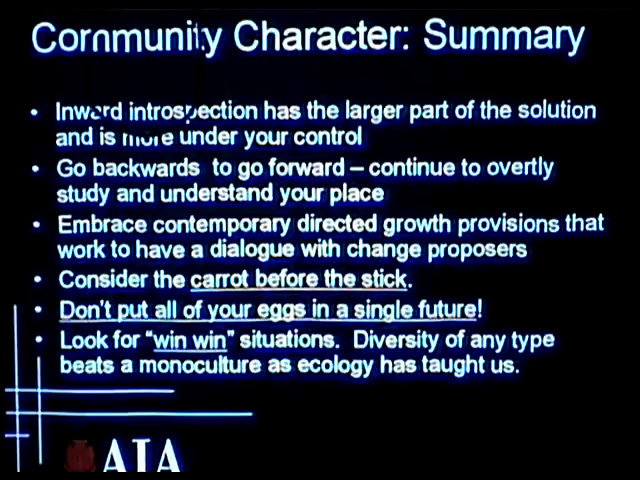 Community Character: Summary
• Inward introspection has the larger part of the solution
and is more under your control
• Go backwards to go forward – continue to overtly
study and understand your place
• Embrace contemporary directed growth provisions that
work to have a dialogue with change proposers
• Consider the carrot before the stick.
• Don't put all of your eggs in a single future!
• Look for "win win" situations. Diversity of any type
beats a monoculture as ecology has taught us.
AIA